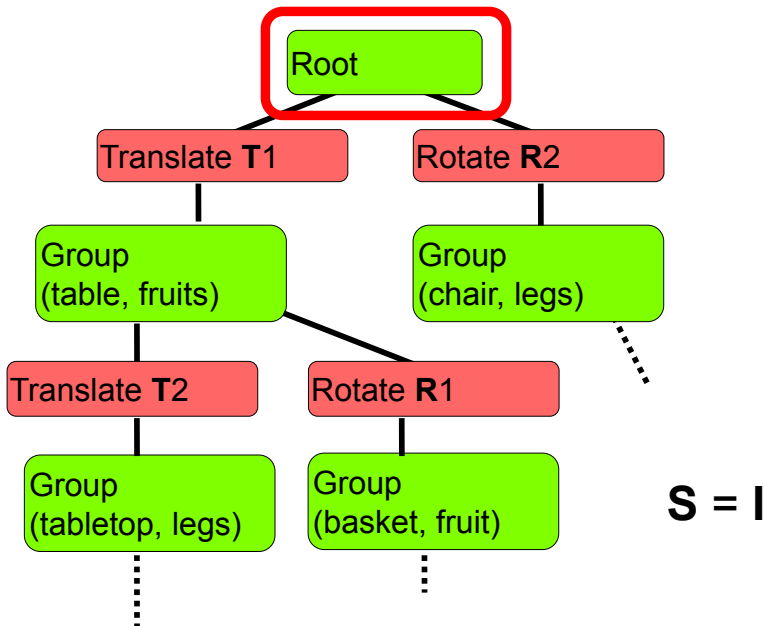 Root
Translate T1
Rotate R2
Group
(table, fruits)
Group
(chair, legs)
Translate T2
Rotate R1
Group
(tabletop, legs)
Group
(basket, fruit)
S = I